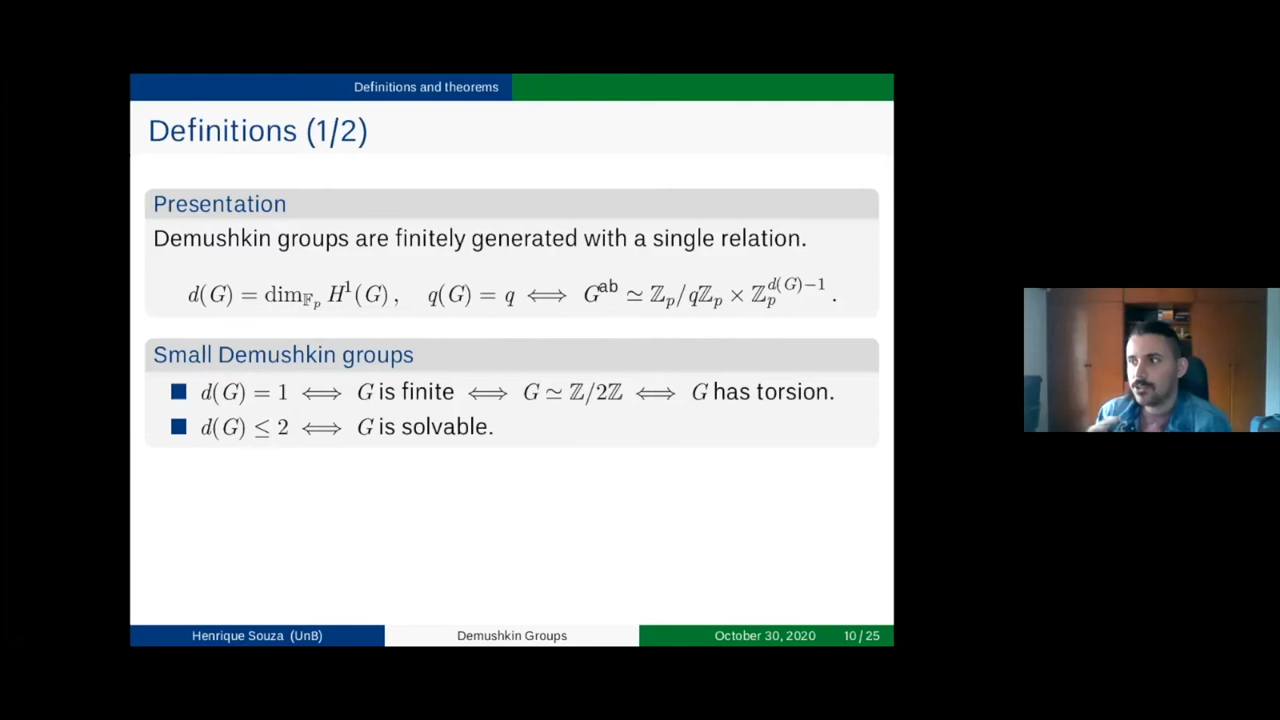 Definitions and theorems
Definitions (1/2)
Presentation
Demushkin groups are finitely generated with a single relation.
d(G) = dim_{𝔽_p} H^1(G), q(G) = q ⟺ G^{ab} ≃ ℤ_p/qℤ_p × ℤ_p^{d(G)−1}.
Small Demushkin groups
■ d(G) = 1 ⟺ G is finite ⟺ G ≃ ℤ/2ℤ ⟺ G has torsion.
■ d(G) ≤ 2 ⟺ G is solvable.
Henrique Souza (UnB) Demushkin Groups October 30, 2020 10 / 25